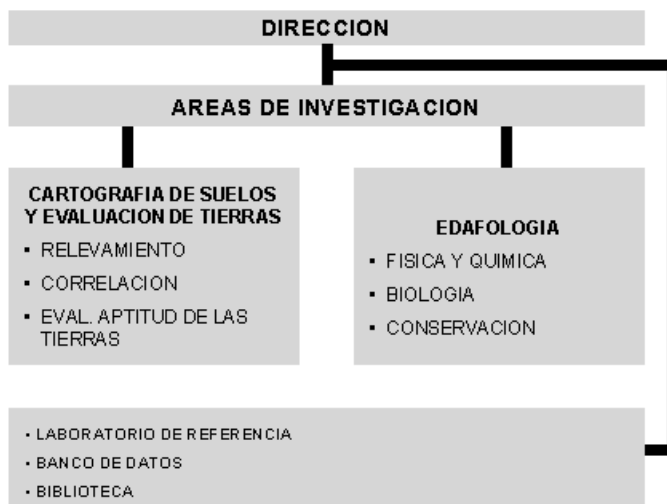 DIRECCION
AREAS DE INVESTIGACION
CARTOGRAFIA DE SUELOS
Y EVALUACION DE TIERRAS
▪ RELEVAMIENTO
▪ CORRELACION
▪ EVAL. APTITUD DE LAS
TIERRAS
EDAFOLOGIA
▪ FISICA Y QUIMICA
▪ BIOLOGIA
▪ CONSERVACION
▪ LABORATORIO DE REFERENCIA
▪ BANCO DE DATOS
▪ BIBLIOTECA